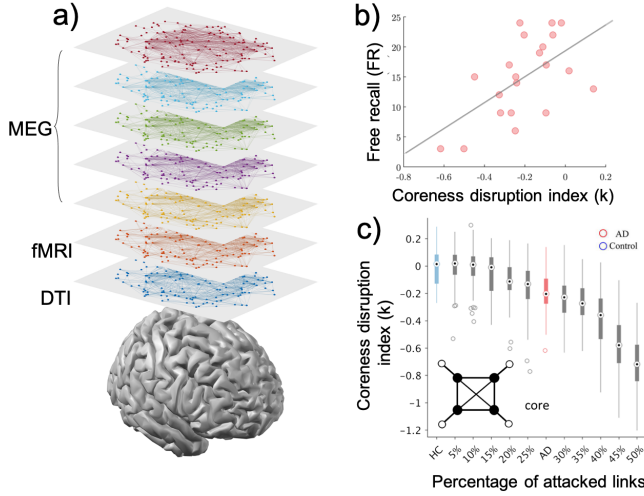 a)
MEG
fMRI
DTI
b)
Free recall (FR)
25
20
15
10
5
0
-0.8
-0.6
-0.4
-0.2
0
0.2
Coreness disruption index (k)
c)
AD
Control
Coreness disruption
index (k)
0.2
0
-0.2
-0.4
-0.6
-0.8
-1
-1.2
core
HC
5%
10%
15%
20%
25%
AD
30%
35%
40%
45%
50%
Percentage of attacked links